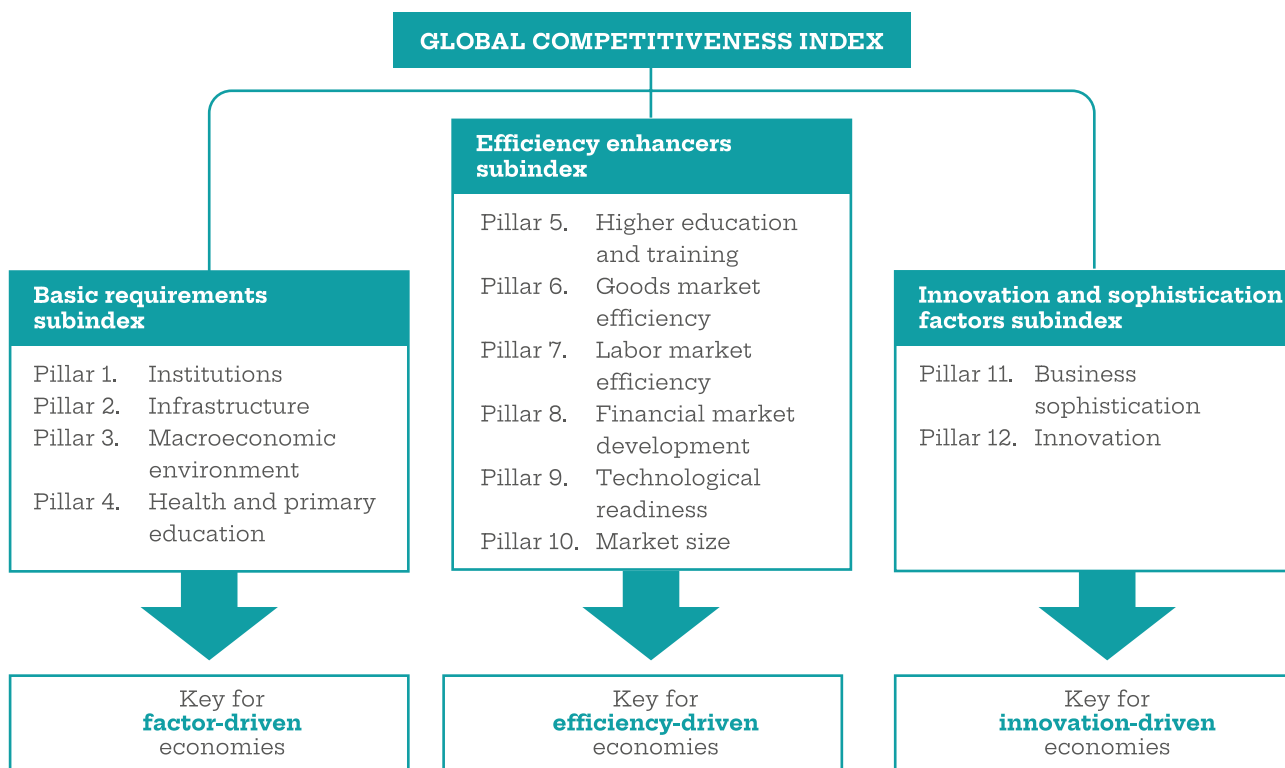 GLOBAL COMPETITIVENESS INDEX
Basic requirements
subindex
Pillar 1. Institutions
Pillar 2. Infrastructure
Pillar 3. Macroeconomic
environment
Pillar 4. Health and primary
education
Key for
factor-driven
economies
Efficiency enhancers
subindex
Pillar 5. Higher education
and training
Pillar 6. Goods market
efficiency
Pillar 7. Labor market
efficiency
Pillar 8. Financial market
development
Pillar 9. Technological
readiness
Pillar 10. Market size
Key for
efficiency-driven
economies
Innovation and sophistication
factors subindex
Pillar 11. Business
sophistication
Pillar 12. Innovation
Key for
innovation-driven
economies